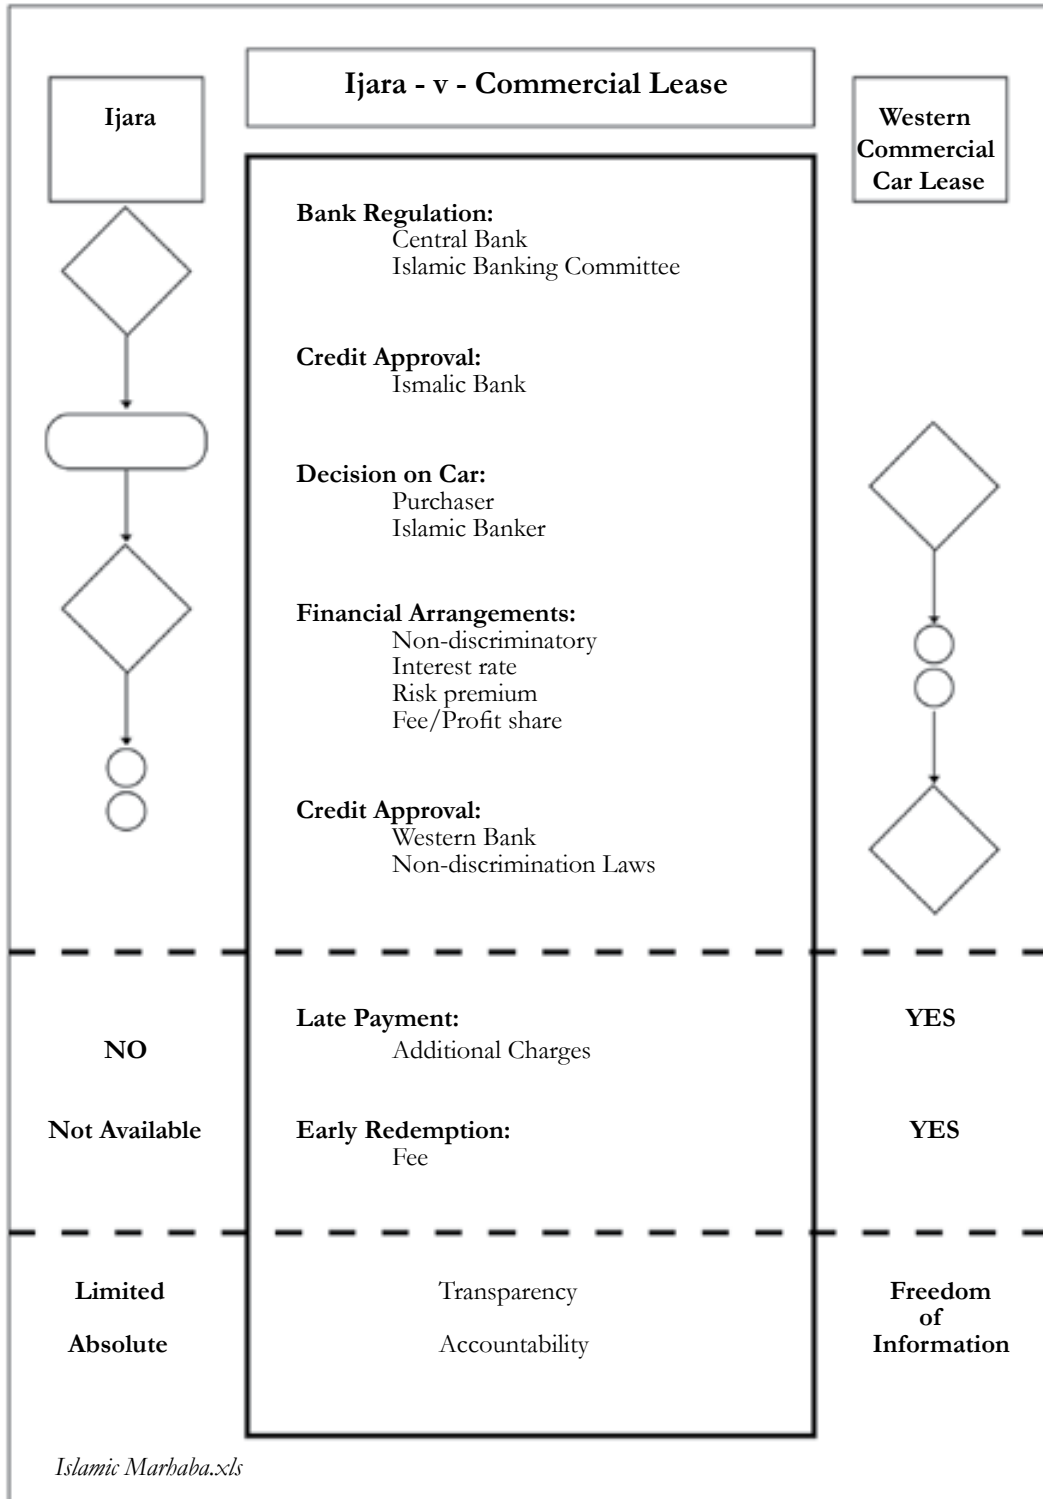 Ijara - v - Commercial Lease
Ijara
Western
Commercial
Car Lease
Bank Regulation:
Central Bank
Islamic Banking Committee
Credit Approval:
Ismalic Bank
Decision on Car:
Purchaser
Islamic Banker
Financial Arrangements:
Non-discriminatory
Interest rate
Risk premium
Fee/Profit share
Credit Approval:
Western Bank
Non-discrimination Laws
Late Payment:
YES
NO
Additional Charges
Not Available
Early Redemption:
YES
Fee
Limited
Transparency
Freedom
of
Information
Absolute
Accountability
Islamic Marhaba.xls